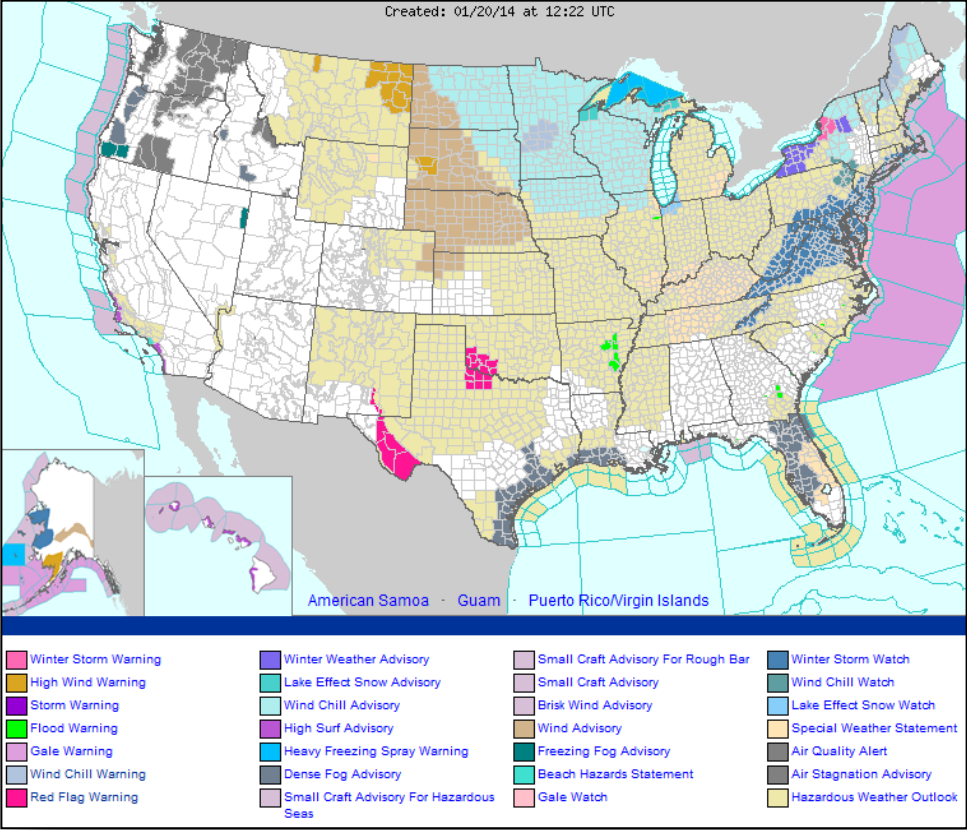 Created: 01/20/14 at 12:22 UTC
American Samoa · Guam · Puerto Rico/Virgin Islands
Winter Storm Warning
High Wind Warning
Storm Warning
Flood Warning
Gale Warning
Wind Chill Warning
Red Flag Warning
Winter Weather Advisory
Lake Effect Snow Advisory
Wind Chill Advisory
High Surf Advisory
Heavy Freezing Spray Warning
Dense Fog Advisory
Small Craft Advisory For Hazardous
Seas
Small Craft Advisory For Rough Bar
Small Craft Advisory
Brisk Wind Advisory
Wind Advisory
Freezing Fog Advisory
Beach Hazards Statement
Gale Watch
Winter Storm Watch
Wind Chill Watch
Lake Effect Snow Watch
Special Weather Statement
Air Quality Alert
Air Stagnation Advisory
Hazardous Weather Outlook